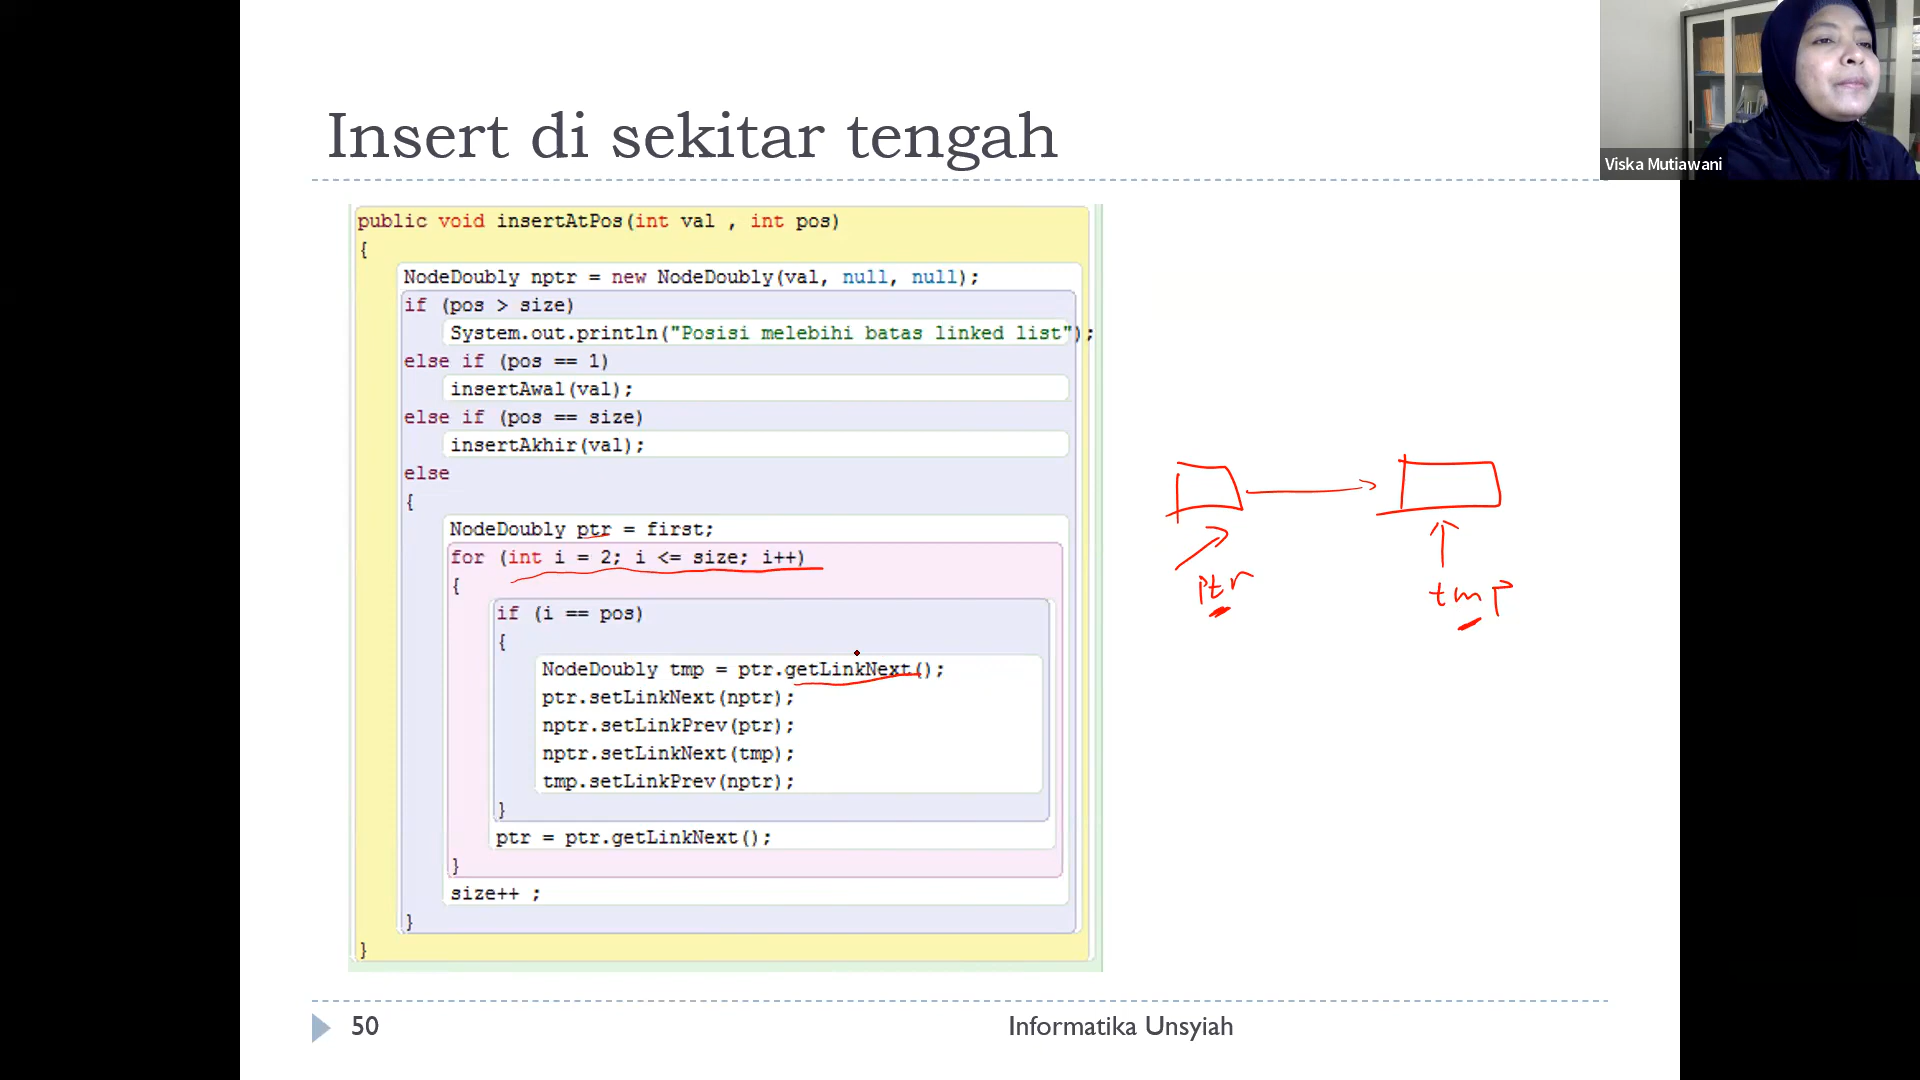 Insert di sekitar tengah
Viska Mutiawani
public void insertAtPos(int val , int pos)
{
NodeDoubly nptr = new NodeDoubly(val, null, null);
if (pos > size)
System.out.println("Posisi melebihi batas linked list");
else if (pos == 1)
insertAwal(val);
else if (pos == size)
insertAkhir(val);
else
{
NodeDoubly ptr = first;
for (int i = 2; i <= size; i++)
{
if (i == pos)
{
NodeDoubly tmp = ptr.getLinkNext();
ptr.setLinkNext(nptr);
nptr.setLinkPrev(ptr);
nptr.setLinkNext(tmp);
tmp.setLinkPrev(nptr);
}
ptr = ptr.getLinkNext();
}
size++ ;
}
}
ptr
tmp
50
Informatika Unsyiah